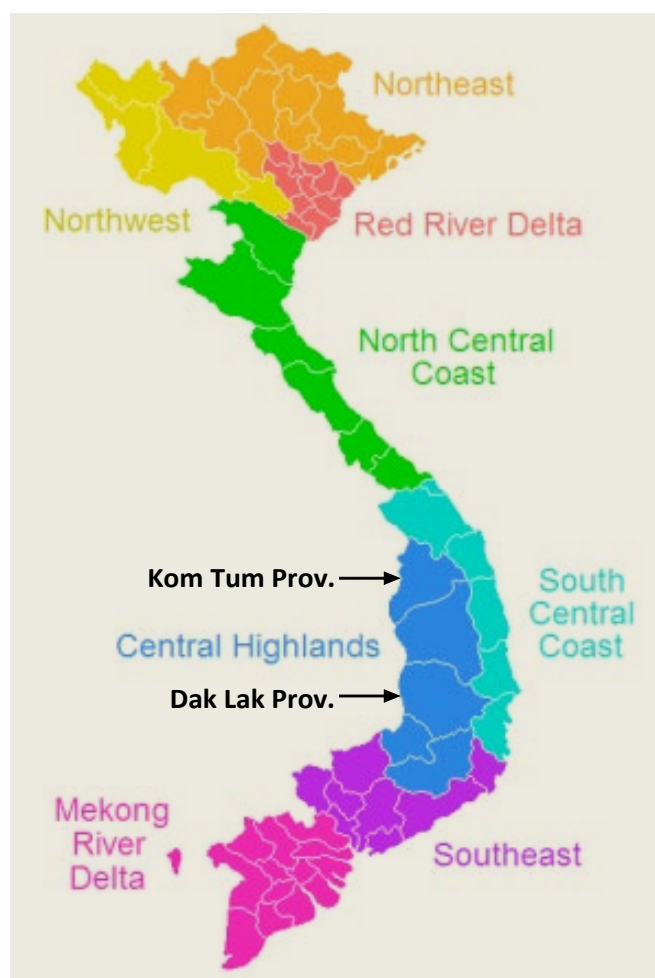 Northeast
Northwest
Red River Delta
North Central
Coast
Kom Tum Prov.
South
Central
Coast
Central Highlands
Dak Lak Prov.
Mekong
River
Delta
Southeast